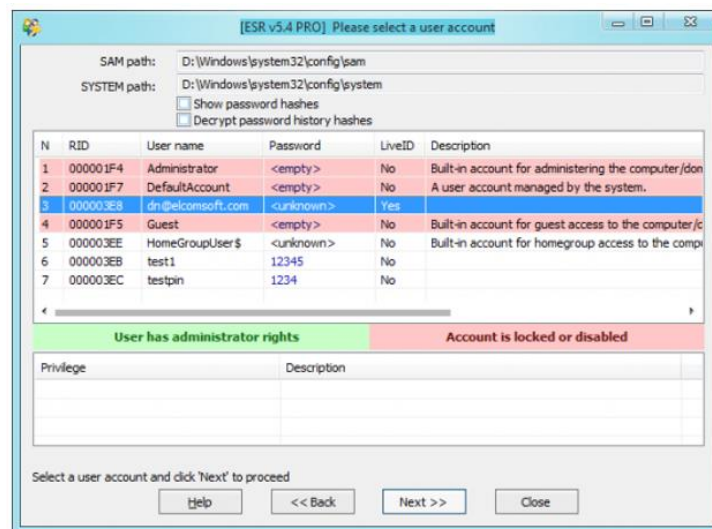 [ESR v5.4 PRO] Please select a user account
SAM path: D:\Windows\system32\config\sam
SYSTEM path: D:\Windows\system32\config\system
Show password hashes
Decrypt password history hashes
N RID User name Password LiveID Description
1 000001F4 Administrator <empty> No Built-in account for administering the computer/don
2 000001F7 DefaultAccount <empty> No A user account managed by the system.
3 000003E8 dn@elcomsoft.com <unknown> Yes
4 000001F5 Guest <empty> No Built-in account for guest access to the computer/c
5 000003EE HomeGroupUser$ <unknown> No Built-in account for homegroup access to the compu
6 000003EB test1 12345 No
7 000003EC testpin 1234 No
User has administrator rights Account is locked or disabled
Privilege Description
Select a user account and click 'Next' to proceed
Help << Back Next >> Close